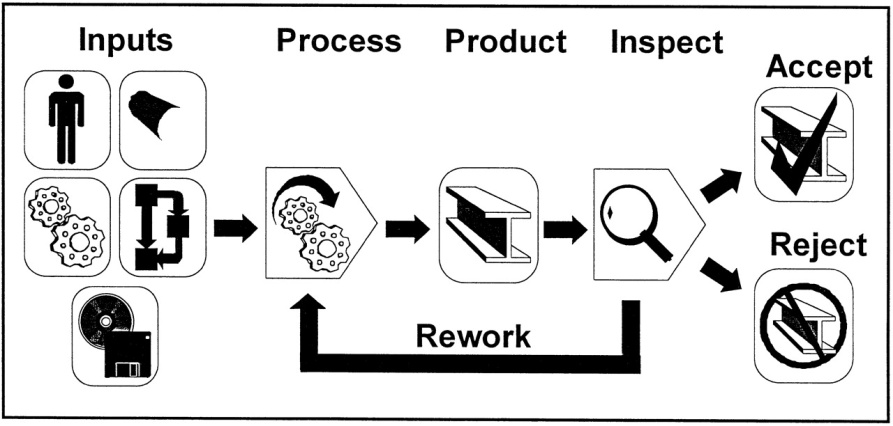 Inputs
Process
Product
Inspect
Accept
Reject
Rework